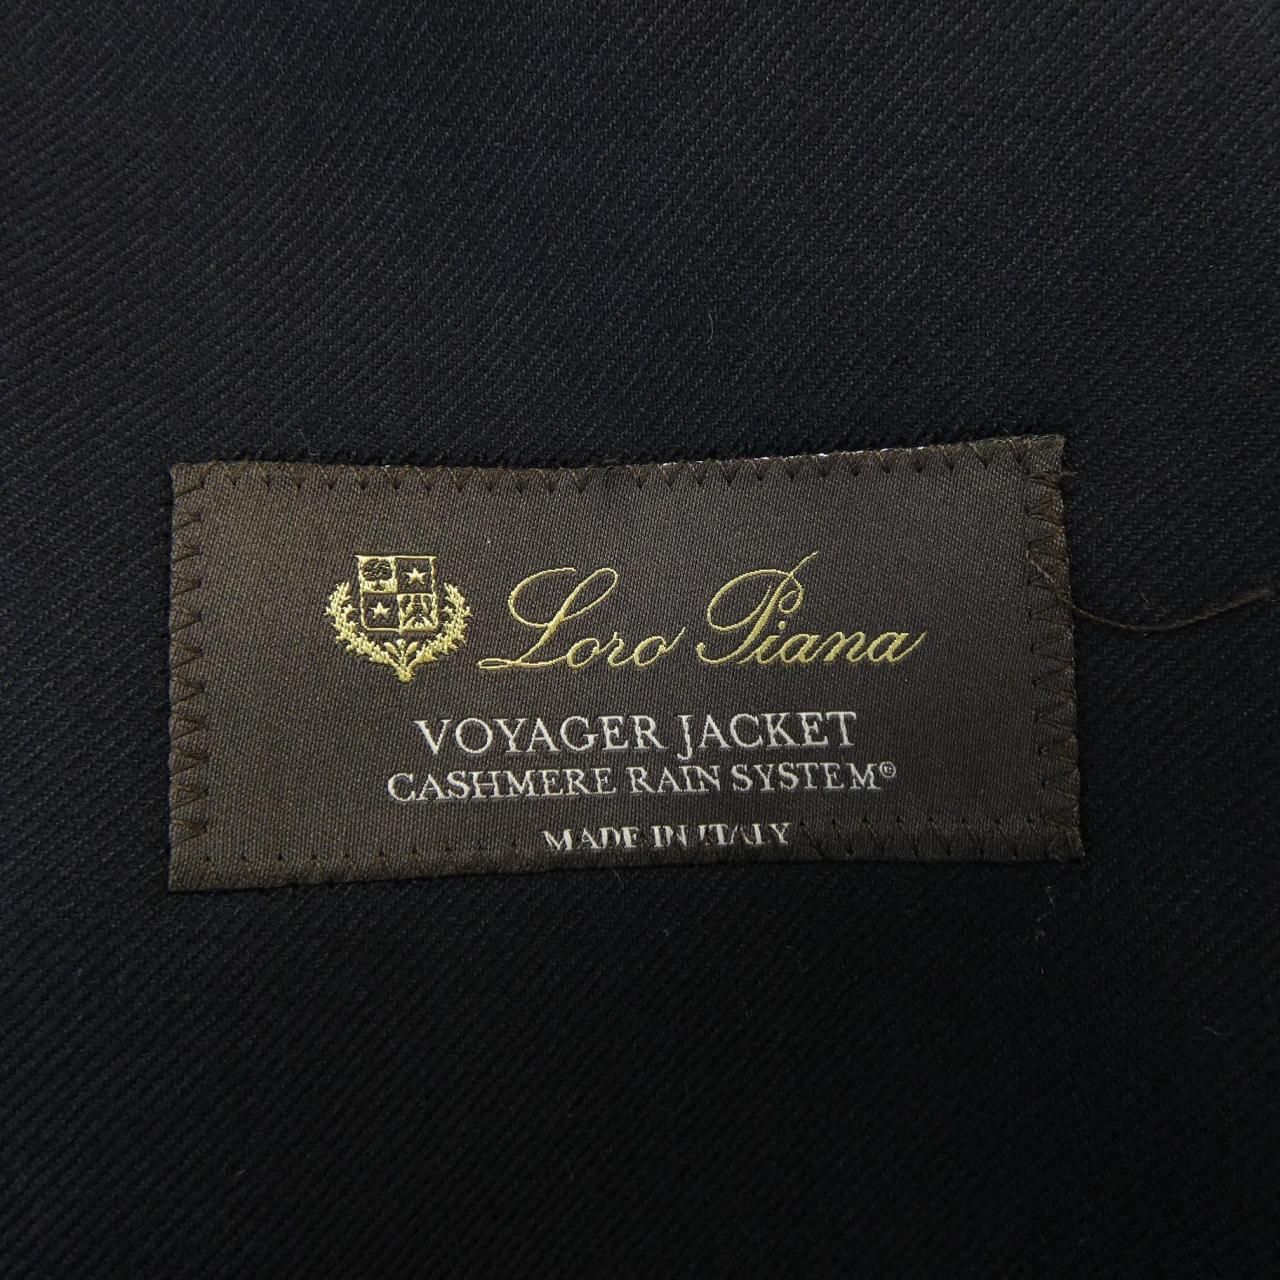 Loro Piana
VOYAGER JACKET
CASHMERE RAIN SYSTEM®
MADE IN ITALY